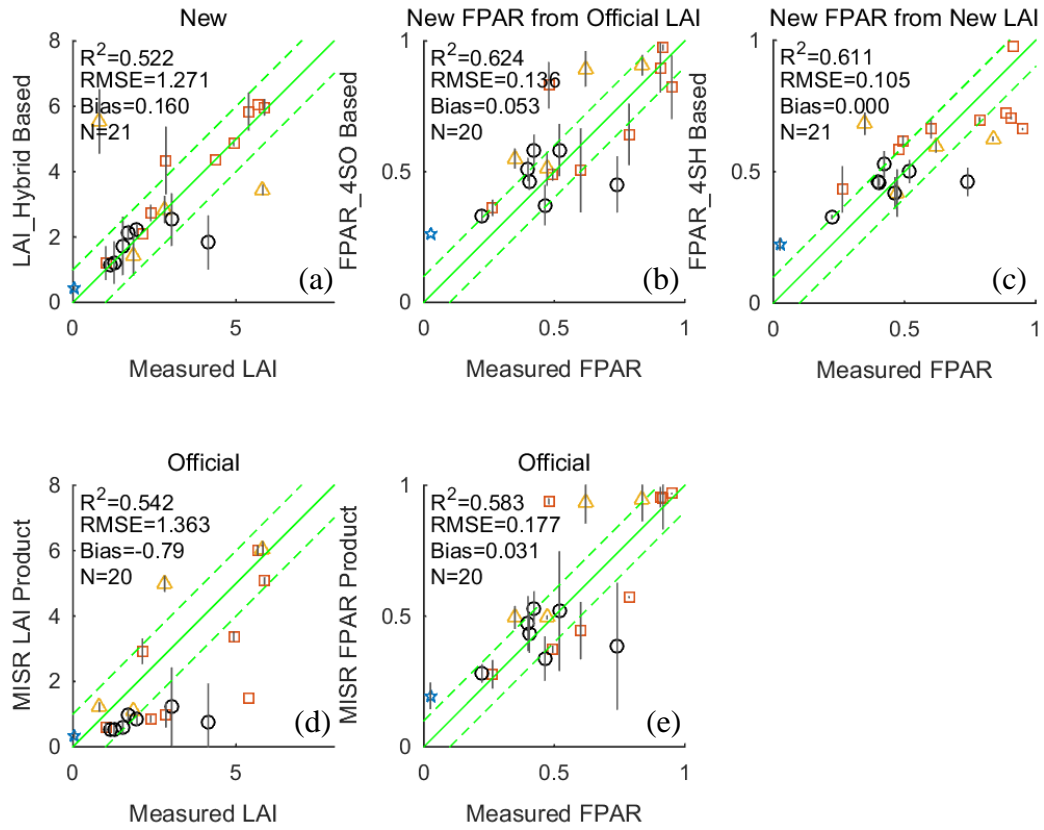 New
R²=0.522
RMSE=1.271
Bias=0.160
N=21
8
6
4
2
0
0
5
LAI_Hybrid Based
(a)
Measured LAI
New FPAR from Official LAI
R²=0.624
RMSE=0.136
Bias=0.053
N=20
1
0.5
0
0
0.5
1
FPAR_4SO Based
(b)
Measured FPAR
New FPAR from New LAI
R²=0.611
RMSE=0.105
Bias=0.000
N=21
1
0.5
0
0
0.5
1
FPAR_4SH Based
(c)
Measured FPAR
Official
R²=0.542
RMSE=1.363
Bias=-0.79
N=20
8
6
4
2
0
0
5
MISR LAI Product
(d)
Measured LAI
Official
R²=0.583
RMSE=0.177
Bias=0.031
N=20
1
0.5
0
0
0.5
1
MISR FPAR Product
(e)
Measured FPAR